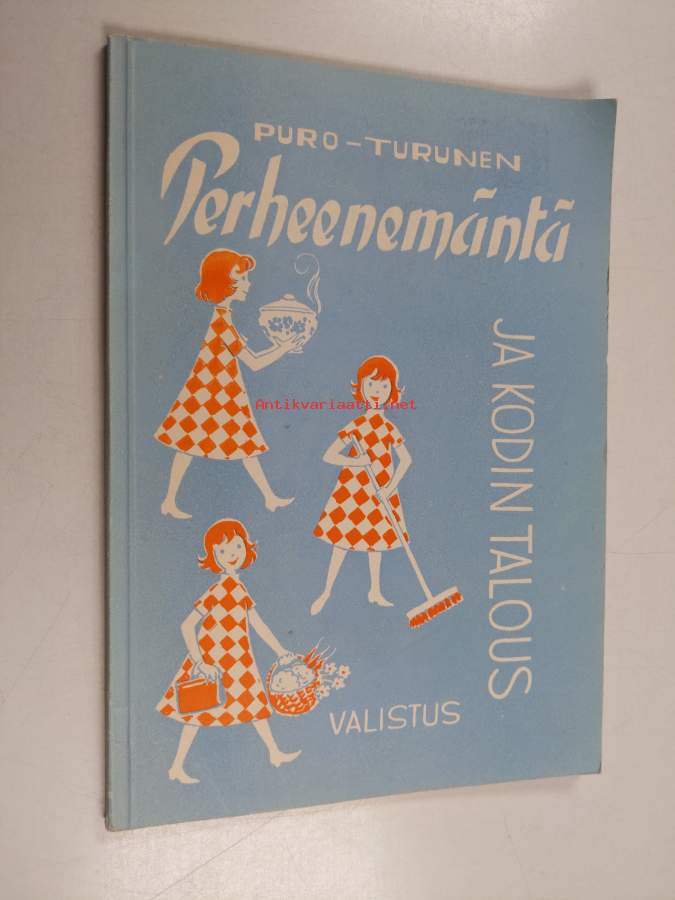 PURO-TURUNEN
Perheenemäntä
JA KODIN TALOUS
Antikvariaatti.net
VALISTUS